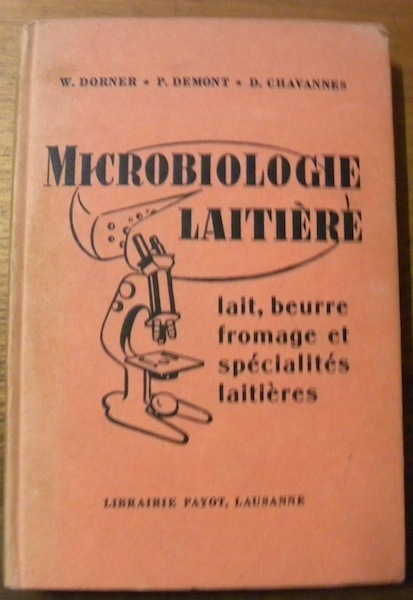 W. DORNER ★ P. DEMONT ★ D. CHAVANNES
MICROBIOLOGIE
LAITIÈRE
lait, beurre
fromage et
spécialités
laitières
LIBRAIRIE PAYOT, LAUSANNE